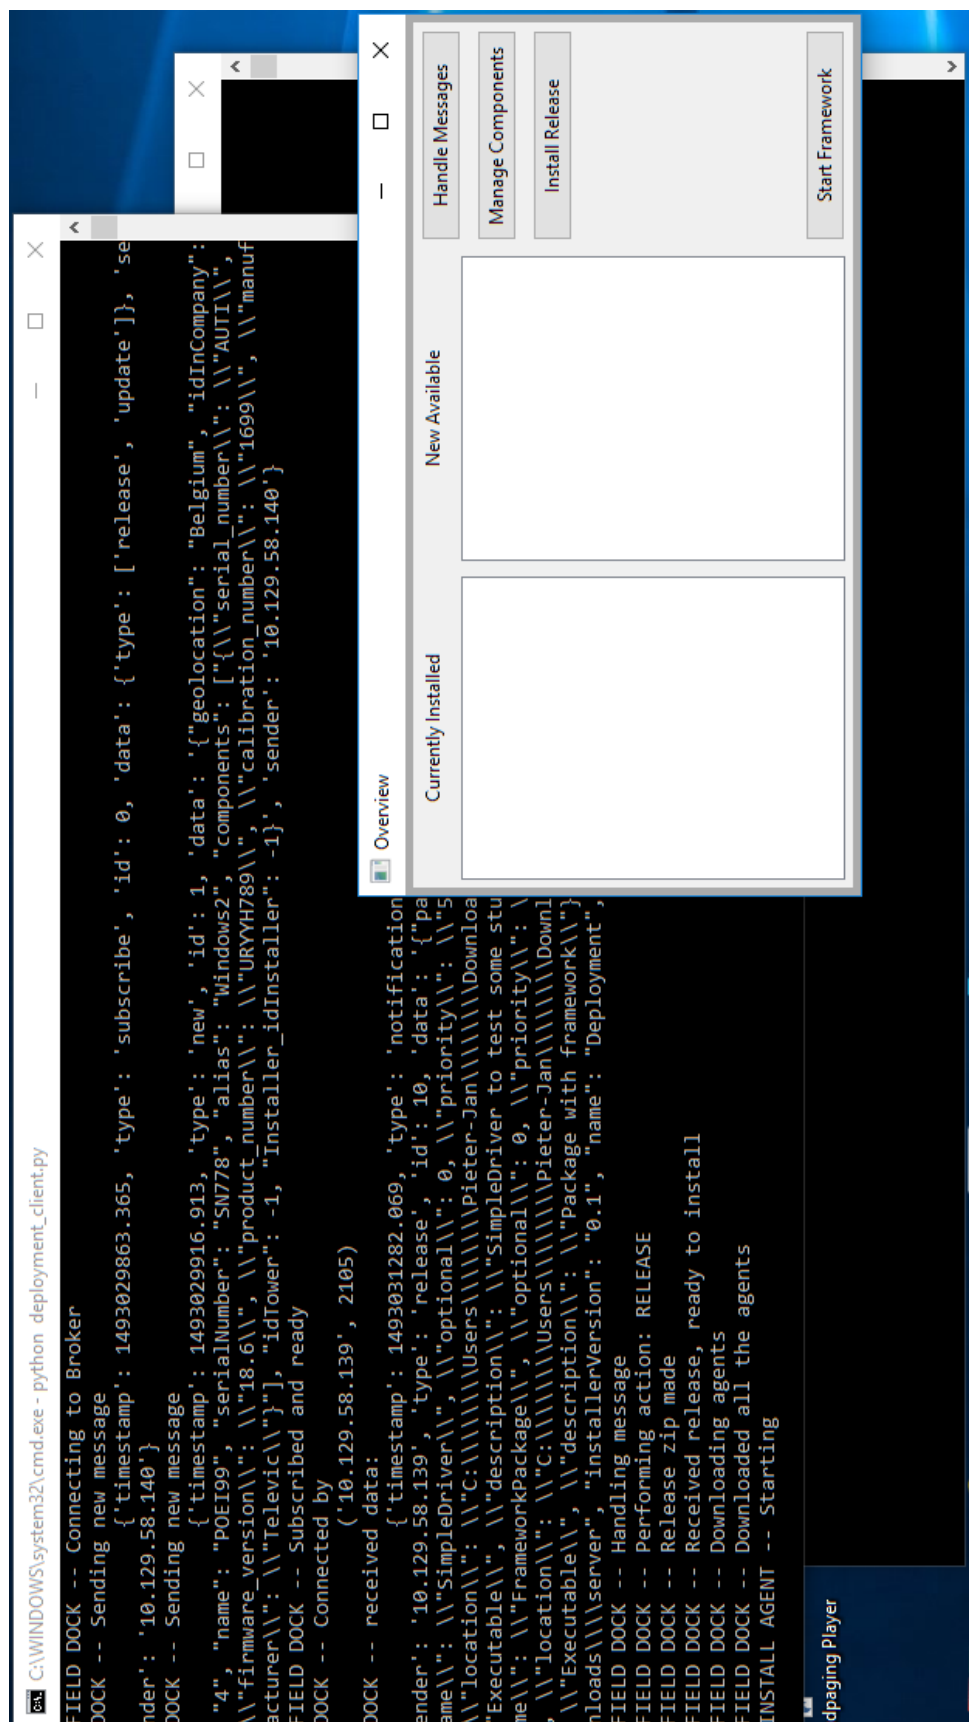 C:\WINDOWS\system32\cmd.exe - python deployment_client.py
FIELD DOCK -- Connecting to Broker
DOCK -- Sending new message
{'timestamp': 1493029863.365, 'type': 'subscribe', 'id': 0, 'data': {'type': ['release', 'update']}, 'se
nder': '10.129.58.140'}
DOCK -- Sending new message
{'timestamp': 1493029916.913, 'type': 'new', 'id': 1, 'data': '{"geolocation": "Belgium", "idInCompany":
"4", "name": "POEI99", "serialNumber": "SN778", "alias": "Windows2", "components": ["{\\"serial_number\\": \\"AUTI\\",
\\"firmware_version\\": \\"18.6\\", \\"product_number\\": \\"URYYH789\\", \\"calibration_number\\": \\"1699\\", \\"manuf
acturer\\": \\"Televic\\"}"], "idTower": -1, "Installer_idInstaller": -1}', 'sender': '10.129.58.140'}
FIELD DOCK -- Subscribed and ready
DOCK -- Connected by
('10.129.58.139', 2105)
DOCK -- received data:
{'timestamp': 1493031282.069, 'type': 'notification
ender': '10.129.58.139', 'type': 'release', 'id': 10, 'data': '{"pa
ame\\": \\"SimpleDriver\\", \\"optional\\": 0, \\"priority\\": \\"5
\\"location\\": \\"C:\\\\\\\\Users\\\\\\\\Pieter-Jan\\\\\\\\Downloa
"Executable\\", \\"description\\": \\"SimpleDriver to test some stu
me\\": \\"FrameworkPackage\\", \\"optional\\": 0, \\"priority\\": \
, \\"location\\": \\"C:\\\\\\\\Users\\\\\\\\Pieter-Jan\\\\\\\\Downl
\\"Executable\\", \\"description\\": \\"Package with framework\\"}
nloads\\\\server", "installerVersion": "0.1", "name": "Deployment",
FIELD DOCK -- Handling message
FIELD DOCK -- Performing action: RELEASE
FIELD DOCK -- Release zip made
FIELD DOCK -- Received release, ready to install
FIELD DOCK -- Downloading agents
FIELD DOCK -- Downloaded all the agents
INSTALL AGENT -- Starting
Overview
Currently Installed
New Available
Handle Messages
Manage Components
Install Release
Start Framework
dpaging Player